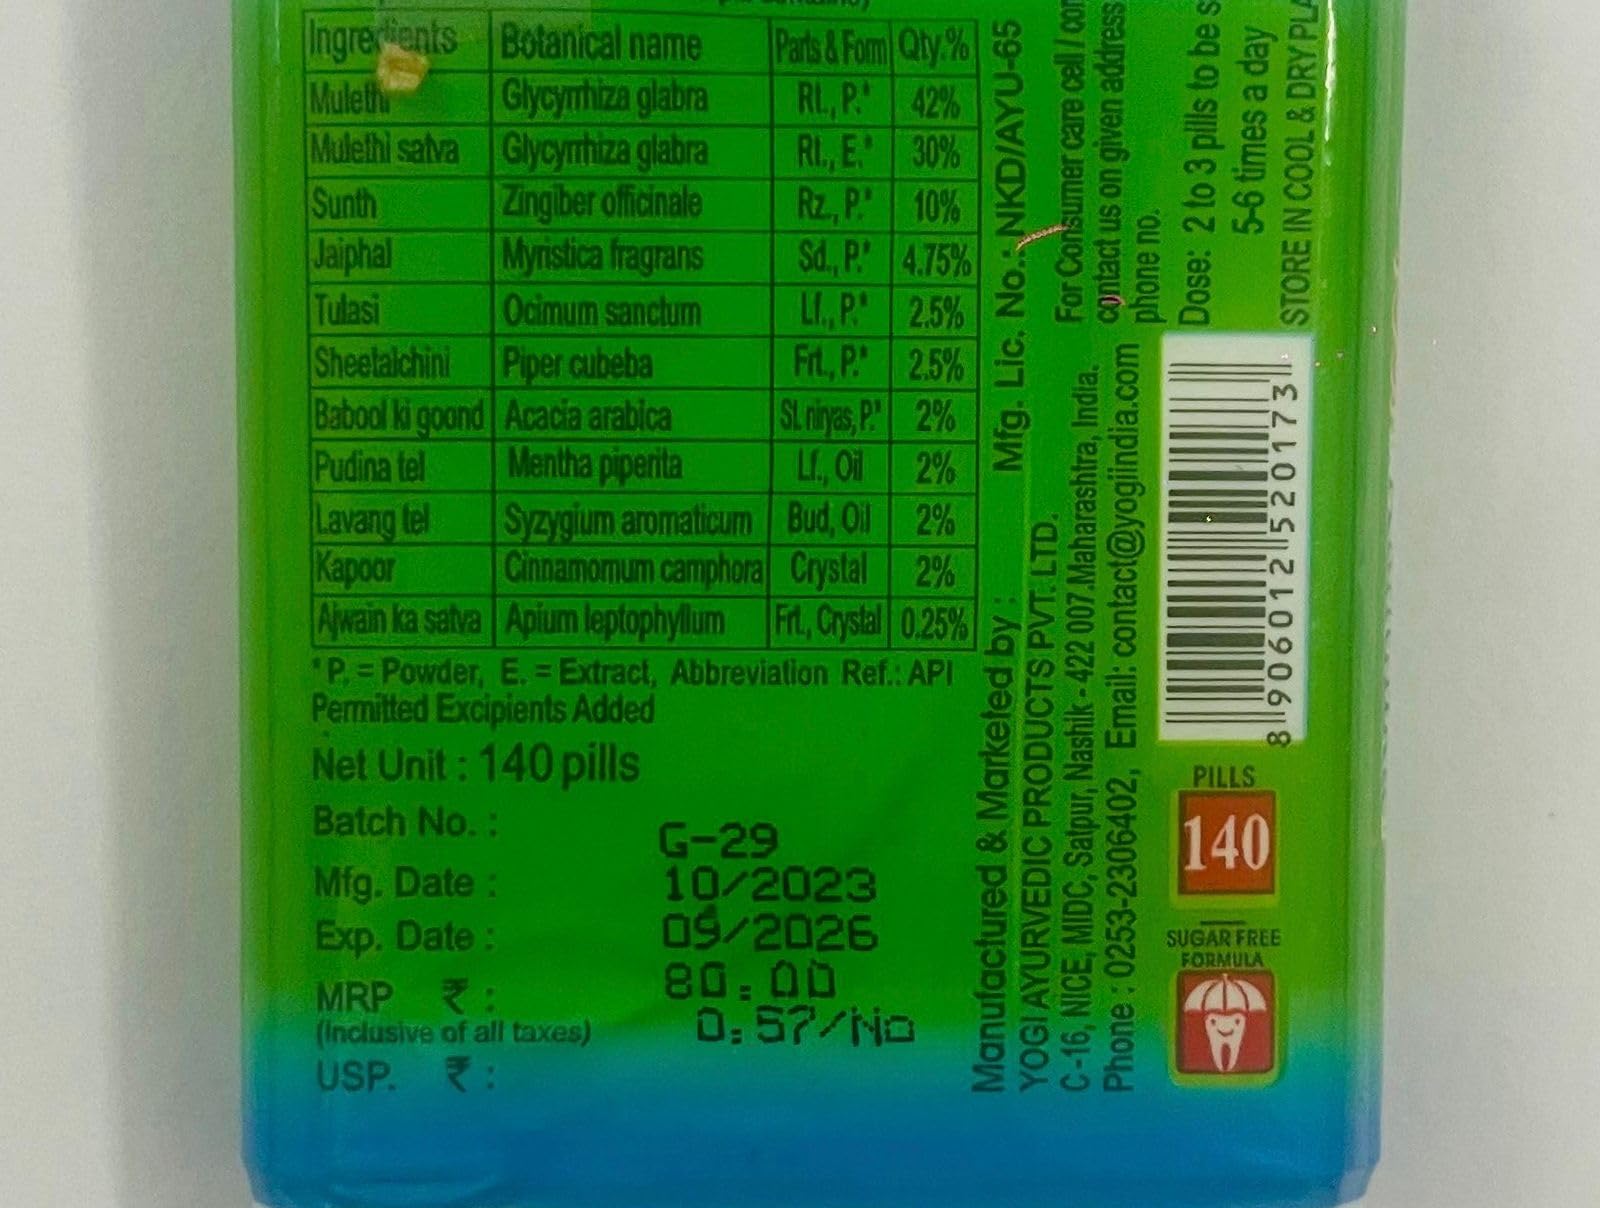 Ingredients Botanical name Parts & Form Qty.%
Mulethi Glycyrrhiza glabra Rt., P.* 42%
Mulethi satva Glycyrrhiza glabra Rt., E.* 30%
Sunth Zingiber officinale Rz., P.* 10%
Jaiphal Myristica fragrans Sd., P.* 4.75%
Tulasi Ocimum sanctum Lf., P.* 2.5%
Sheetalchini Piper cubeba Frt., P.* 2.5%
Babool ki goond Acacia arabica St. niryas, P.* 2%
Pudina tel Mentha piperita Lf., Oil 2%
Lavang tel Syzygium aromaticum Bud, Oil 2%
Kapoor Cinnamomum camphora Crystal 2%
Ajwain ka satva Apium leptophyllum Frt., Crystal 0.25%
*P. = Powder, E. = Extract, Abbreviation Ref.: API
Permitted Excipients Added
Net Unit : 140 pills
Batch No. : G-29
Mfg. Date : 10/2023
Exp. Date : 09/2026
MRP ₹ : 80.00
(Inclusive of all taxes) 0.57/No
USP. ₹ :
Manufactured & Marketed by : Mfg. Lic. No.: NKD/AYU-65
YOGI AYURVEDIC PRODUCTS PVT. LTD.
C-16, NICE, MIDC, Satpur, Nashik - 422 007.Maharashtra, India.
Phone : 0253-2306402, Email: contact@yogiindia.com
For Consumer care cell /
contact us on given address
phone no.
Dose: 2 to 3 pills to be
5-6 times a day
STORE IN COOL & DRY
8 906012 520173
PILLS
140
SUGAR FREE
FORMULA